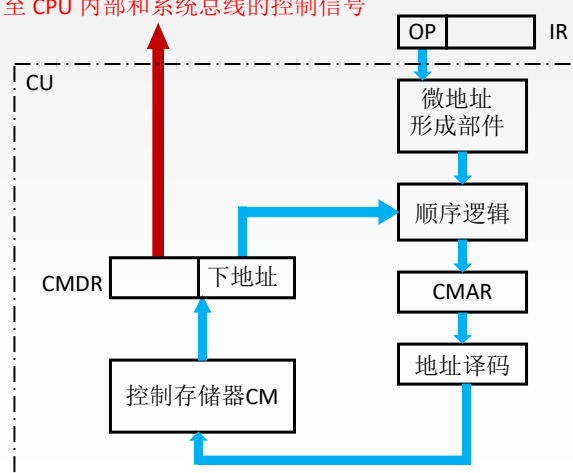 至 CPU 内部和系统总线的控制信号
OP
IR
CU
微地址
形成部件
顺序逻辑
CMDR
下地址
CMAR
控制存储器CM
地址译码